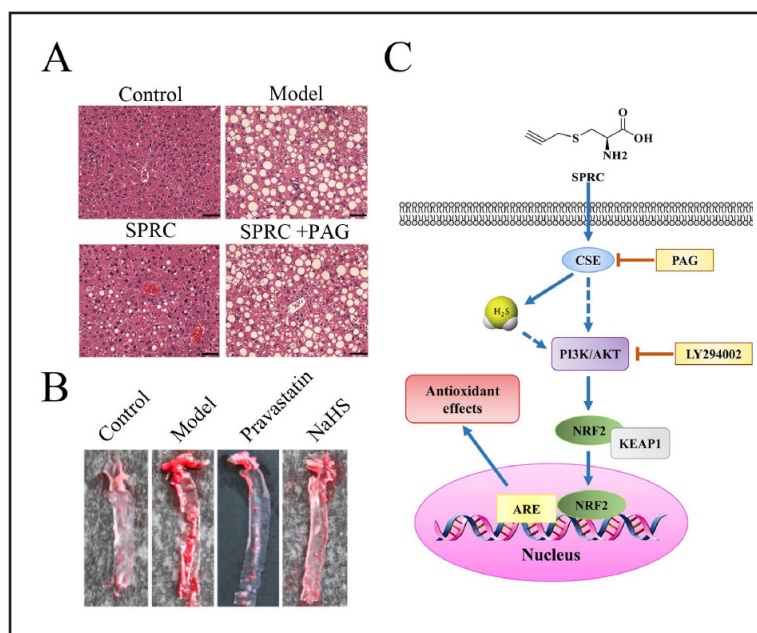 A
Control Model
SPRC SPRC +PAG
B
Control Model Pravastatin NaHS
C
O
S OH
NH2
SPRC
CSE PAG
H₂S
PI3K/AKT LY294002
Antioxidant
effects
NRF2
KEAP1
ARE NRF2
Nucleus